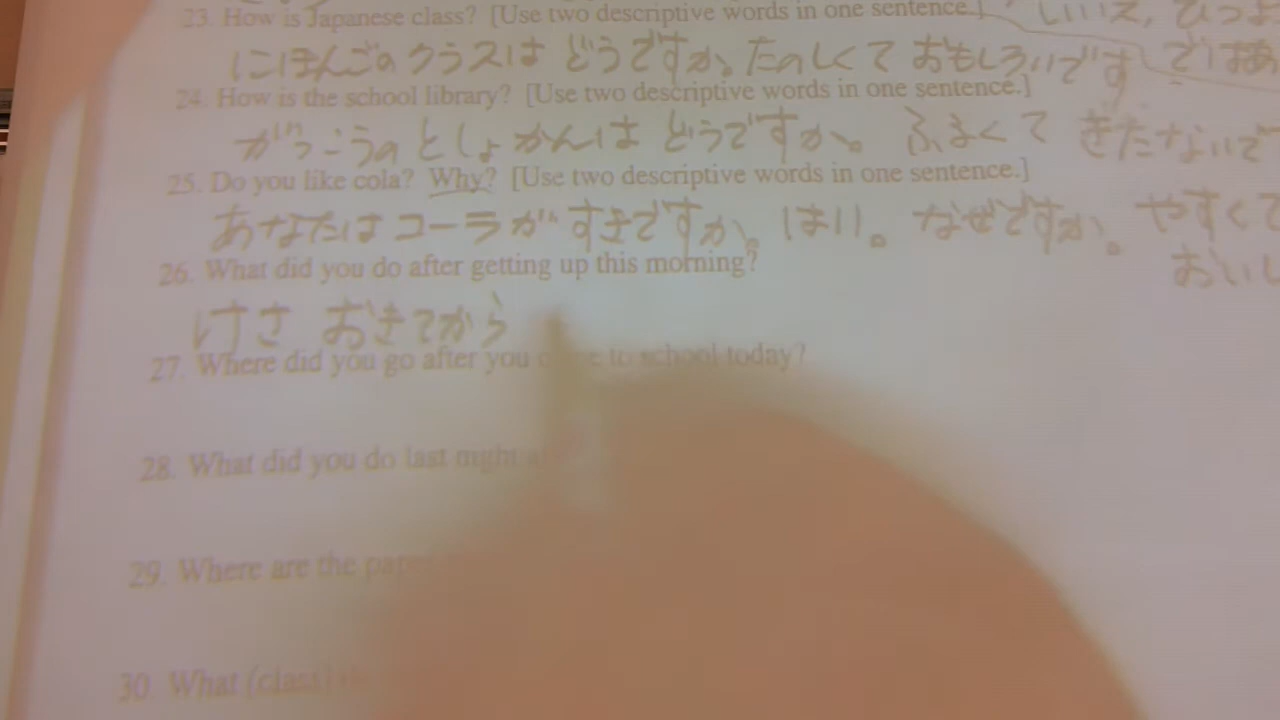 23. How is Japanese class? [Use two descriptive words in one sentence.]
にほんごのクラスは どうですか。たのしくて おもしろいです
24. How is the school library? [Use two descriptive words in one sentence.]
がっこうの としょかんは どうですか。 ふるくて きたないで
25. Do you like cola? Why? [Use two descriptive words in one sentence.]
あなたは コーラが すきですか。 はい。 なぜですか。 やすくて
おいし
26. What did you do after getting up this morning?
けさ おきてから
27. Where did you go after you to school today?
28. What did you do last night
29. Where are the
30. What (class)